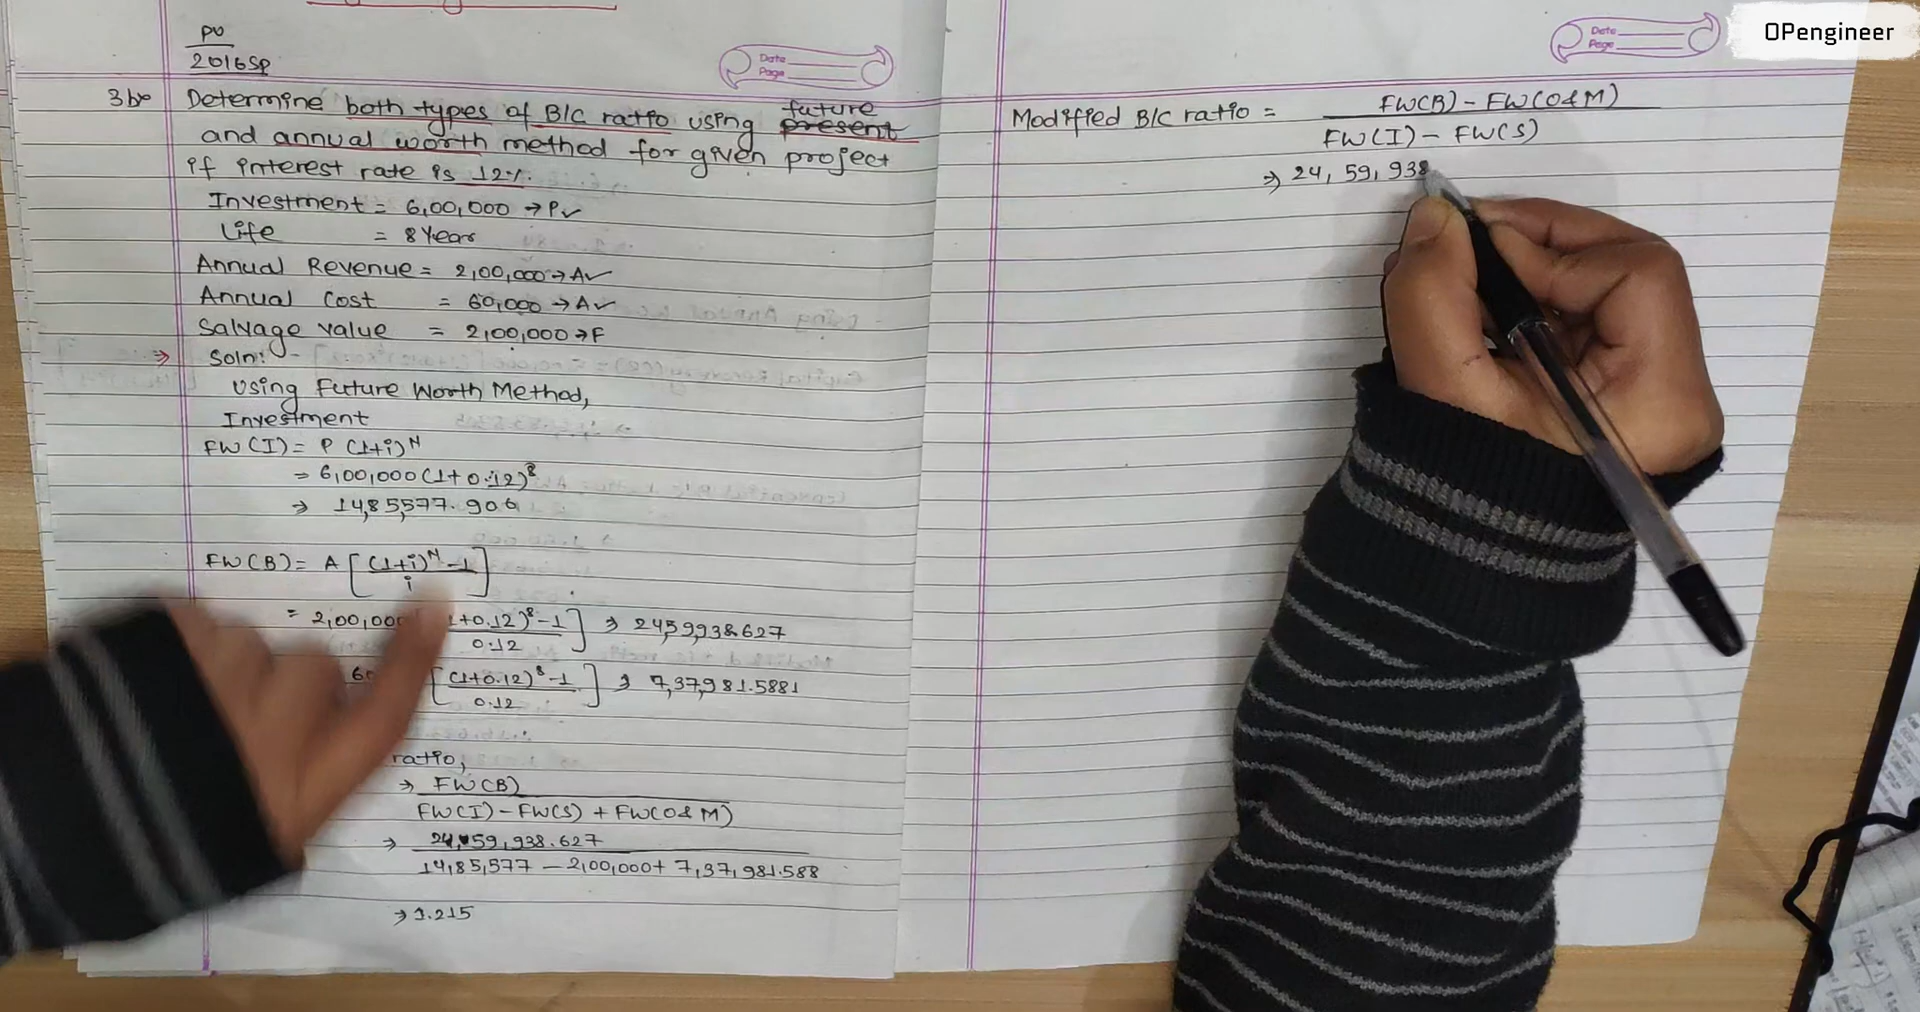 OPengineer
PU
2016SP
Date
Page
3b. Determine both types of B/C ratio using future
present
and annual worth method for given project
if interest rate is 12%.
Investment = 6,00,000 → P✓
Life = 8 Year
Annual Revenue = 2,00,000 → A✓
Annual Cost = 60,000 → A✓
Salvage value = 2,00,000 → F
⇒ Soln: -
Using Future Worth Method,
Investment
FW(I) = P (1+i)^N
= 6,00,000 (1+0.12)^8
⇒ 14,85,577.906
FW(B) = A [(1+i)^N - 1 / i]
= 2,00,000 1+0.12)^8 - 1 / 0.12] ⇒ 24,59,938.627
[(1+0.12)^8 - 1 / 0.12] ⇒ 7,37,981.5881
ratio,
⇒ FW(B)
FW(I) - FW(S) + FW(O&M)
⇒ 24,59,938.627
14,85,577 - 2,00,000 + 7,37,981.588
⇒ 1.215
Date
Page
Modified B/C ratio = FW(B) - FW(O&M)
FW(I) - FW(S)
⇒ 24,59,938